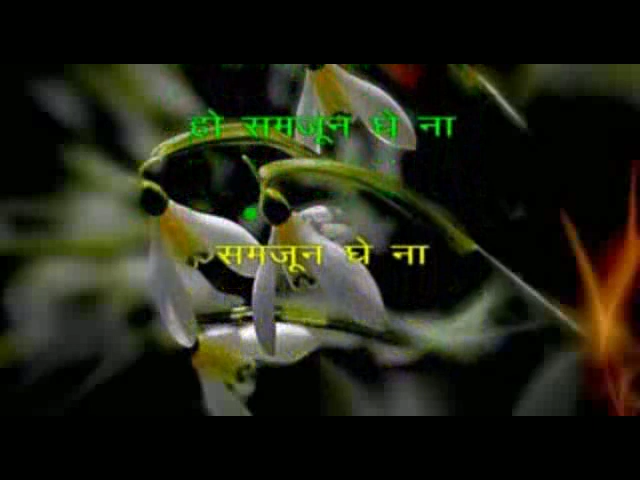 हो समजून घे ना
समजून घे ना